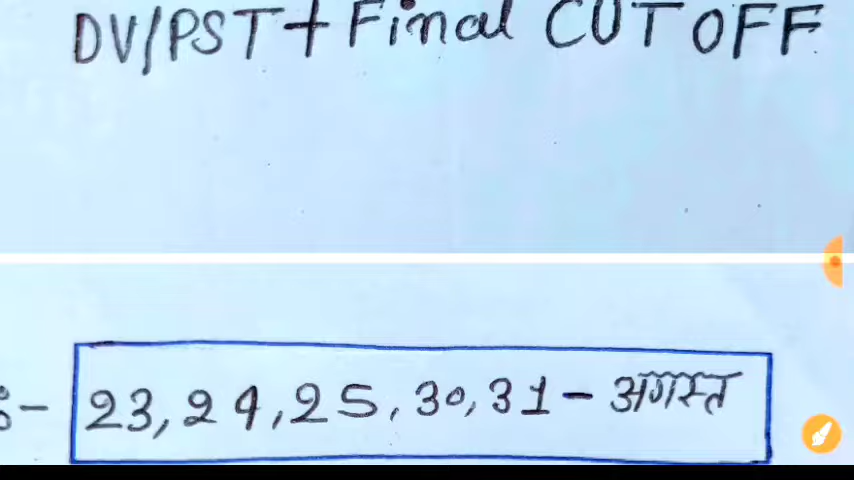 DV/PST+Final CUTOFF
:- 23, 24, 25, 30, 31 - अगस्त